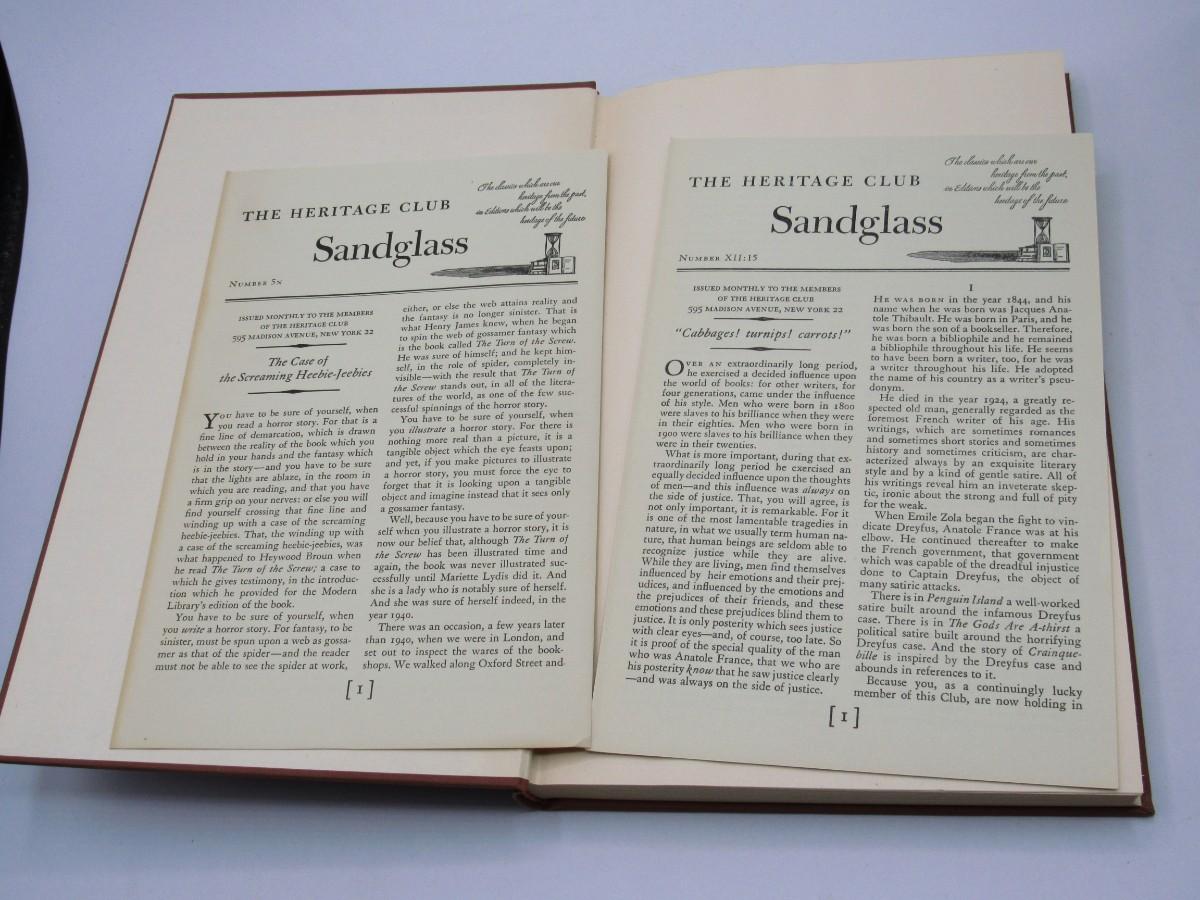 THE HERITAGE CLUB
The classics which are our
heritage from the past,
in Editions which will be the
heritage of the future
Sandglass
NUMBER 5N
ISSUED MONTHLY TO THE MEMBERS
OF THE HERITAGE CLUB
595 MADISON AVENUE, NEW YORK 22
The Case of
the Screaming Heebie-Jeebies
YOU have to be sure of yourself, when
you read a horror story. For that is a
fine line of demarcation, which is drawn
between the reality of the book which you
hold in your hands and the fantasy which
is in the story—and you have to be sure
that the lights are ablaze, in the room in
which you are reading, and that you have
a firm grip on your nerves: or else you will
find yourself crossing that fine line and
winding up with a case of the screaming
heebie-jeebies. That, the winding up with
a case of the screaming heebie-jeebies, was
what happened to Heywood Broun when
he read The Turn of the Screw; a case to
which he gives testimony, in the introduc-
tion which he provided for the Modern
Library's edition of the book.
You have to be sure of yourself, when
you write a horror story. For fantasy, to be
sinister, must be spun upon a web as gossa-
mer as that of the spider—and the reader
must not be able to see the spider at work,
either, or else the web attains reality and
the fantasy is no longer sinister. That is
what Henry James knew, when he began
to spin the web of gossamer fantasy which
is the book called The Turn of the Screw.
He was sure of himself; and he kept him-
self, in the role of spider, completely in-
visible—with the result that The Turn of
the Screw stands out, in all of the litera-
tures of the world, as one of the few suc-
cessful spinnings of the horror story.
You have to be sure of yourself, when
you illustrate a horror story. For there is
nothing more real than a picture, it is a
tangible object which the eye feasts upon;
and yet, if you make pictures to illustrate
a horror story, you must force the eye to
forget that it is looking upon a tangible
object and imagine instead that it sees only
a gossamer fantasy.
Well, because you have to be sure of your-
self when you illustrate a horror story, it is
now our belief that, although The Turn of
the Screw has been illustrated time and
again, the book was never illustrated suc-
cessfully until Mariette Lydis did it. And
she is a lady who is notably sure of herself.
And she was sure of herself indeed, in the
year 1940.
There was an occasion, a few years later
than 1940, when we were in London, and
set out to inspect the wares of the book-
shops. We walked along Oxford Street and
[1]
THE HERITAGE CLUB
The classics which are our
heritage from the past,
in Editions which will be the
heritage of the future
Sandglass
NUMBER XII:15
ISSUED MONTHLY TO THE MEMBERS
OF THE HERITAGE CLUB
595 MADISON AVENUE, NEW YORK 22
"Cabbages! turnips! carrots!"
OVER AN extraordinarily long period,
he exercised a decided influence upon
the world of books: for other writers, for
four generations, came under the influence
of his style. Men who were born in 1800
were slaves to his brilliance when they were
in their eighties. Men who were born in
1900 were slaves to his brilliance when they
were in their twenties.
What is more important, during that ex-
traordinarily long period he exercised an
equally decided influence upon the thoughts
of men—and this influence was always on
the side of justice. That, you will agree, is
not only important, it is remarkable. For it
is one of the most lamentable tragedies in
nature, in what we usually term human na-
ture, that human beings are seldom able to
recognize justice while they are alive.
While they are living, men find themselves
influenced by heir emotions and their prej-
udices, and influenced by the emotions and
the prejudices of their friends, and these
emotions and these prejudices blind them to
justice. It is only posterity which sees justice
with clear eyes—and, of course, too late. So
it is proof of the special quality of the man
who was Anatole France, that we who are
his posterity know that he saw justice clearly
—and was always on the side of justice.
I
HE WAS BORN in the year 1844, and his
name when he was born was Jacques Ana-
tole Thibault. He was born in Paris, and he
was born the son of a bookseller. Therefore,
he was born a bibliophile and he remained
a bibliophile throughout his life. He seems
to have been born a writer, too, for he was
a writer throughout his life. He adopted
the name of his country as a writer's pseu-
donym.
He died in the year 1924, a greatly re-
spected old man, generally regarded as the
foremost French writer of his age. His
writings, which are sometimes romances
and sometimes short stories and sometimes
history and sometimes criticism, are char-
acterized always by an exquisite literary
style and by a kind of gentle satire. All of
his writings reveal him an inveterate skep-
tic, ironic about the strong and full of pity
for the weak.
When Emile Zola began the fight to vin-
dicate Dreyfus, Anatole France was at his
elbow. He continued thereafter to make
the French government, that government
which was capable of the dreadful injustice
done to Captain Dreyfus, the object of
many satiric attacks.
There is in Penguin Island a well-worked
satire built around the infamous Dreyfus
case. There is in The Gods Are A-thirst a
political satire built around the horrifying
Dreyfus case. And the story of Crainque-
bille is inspired by the Dreyfus case and
abounds in references to it.
Because you, as a continuingly lucky
member of this Club, are now holding in
[1]